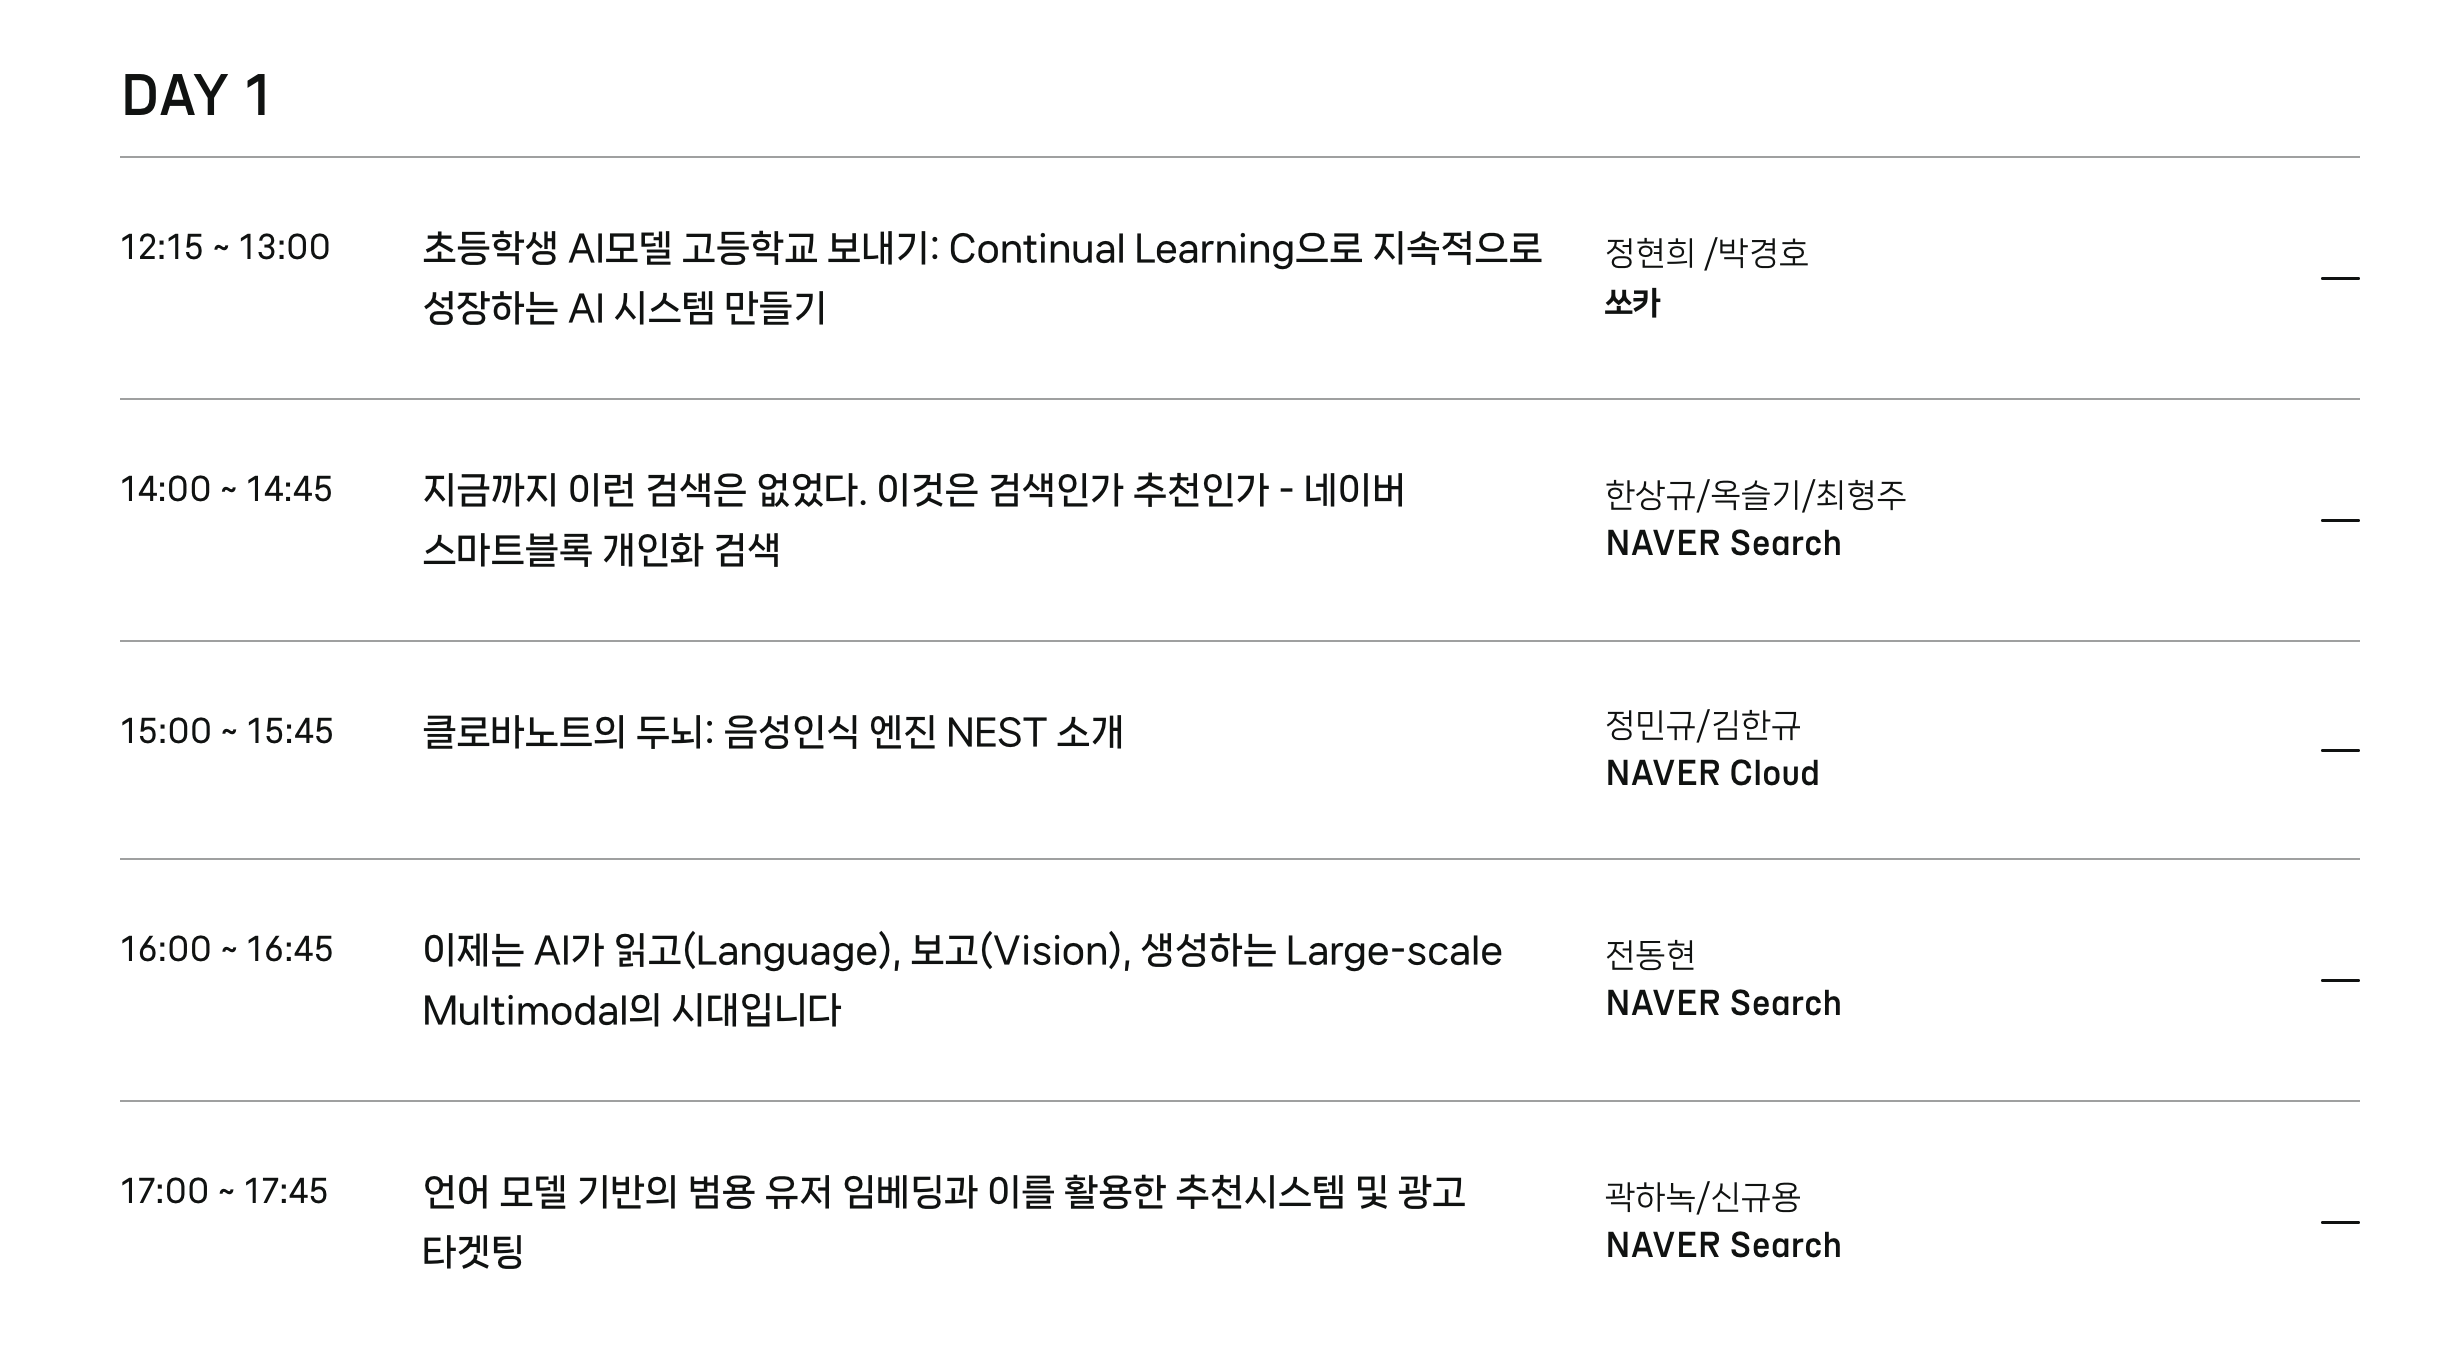 DAY 1
12:15 ~ 13:00
초등학생 AI모델 고등학교 보내기: Continual Learning으로 지속적으로
성장하는 AI 시스템 만들기
정현희 /박경호
쏘카
14:00 ~ 14:45
지금까지 이런 검색은 없었다. 이것은 검색인가 추천인가 - 네이버
스마트블록 개인화 검색
한상규/옥슬기/최형주
NAVER Search
15:00 ~ 15:45
클로바노트의 두뇌: 음성인식 엔진 NEST 소개
정민규/김한규
NAVER Cloud
16:00 ~ 16:45
이제는 AI가 읽고(Language), 보고(Vision), 생성하는 Large-scale
Multimodal의 시대입니다
전동현
NAVER Search
17:00 ~ 17:45
언어 모델 기반의 범용 유저 임베딩과 이를 활용한 추천시스템 및 광고
타겟팅
곽하녹/신규용
NAVER Search